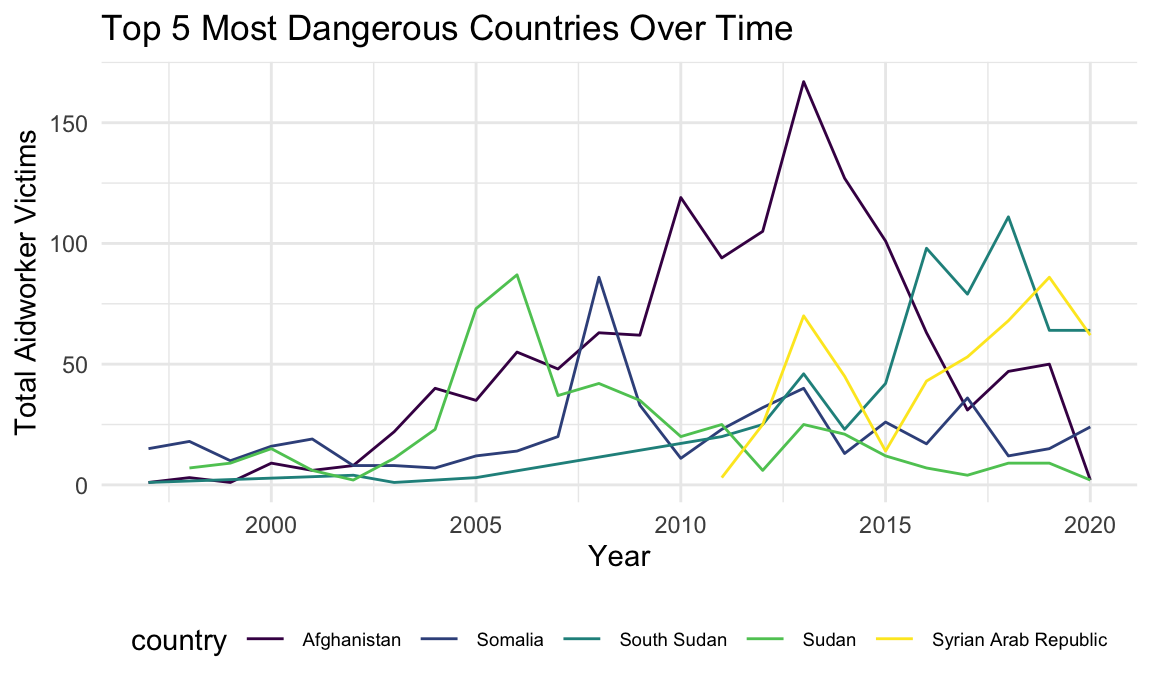 Top 5 Most Dangerous Countries Over Time
Total Aidworker Victims
150
100
50
0
2000 2005 2010 2015 2020
Year
country Afghanistan Somalia South Sudan Sudan Syrian Arab Republic